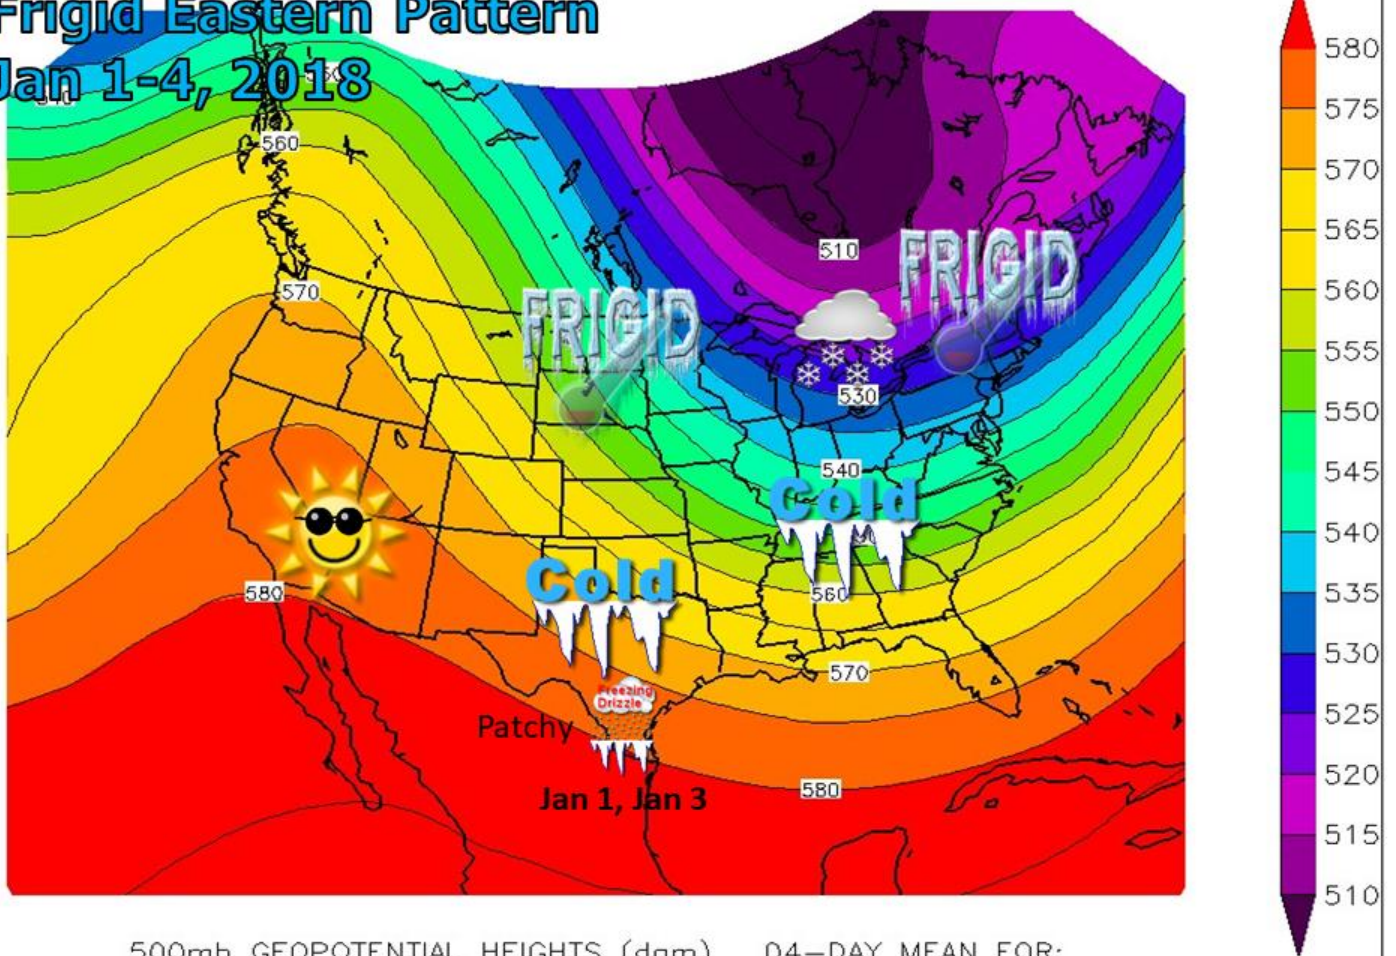 Frigid Eastern Pattern
Jan 1-4, 2018
560
570
580
510
530
540
560
570
580
FRIGID
FRIGID
Cold
Cold
Freezing
Drizzle
Patchy
Jan 1, Jan 3
580
575
570
565
560
555
550
545
540
535
530
525
520
515
510
500mb GEOPOTENTIAL HEIGHTS (dam) 04-DAY MEAN FOR: